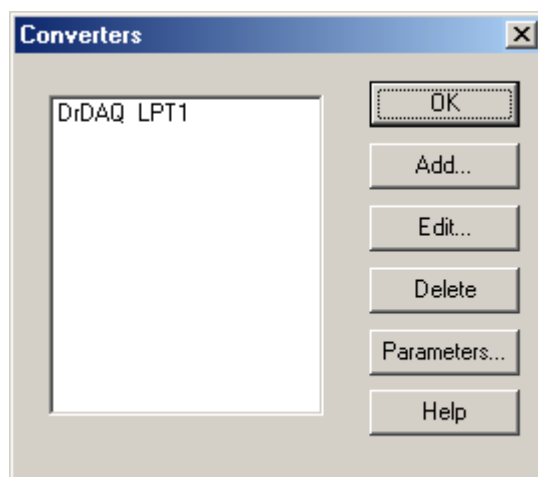 Converters
DrDAQ LPT1
OK
Add...
Edit...
Delete
Parameters...
Help